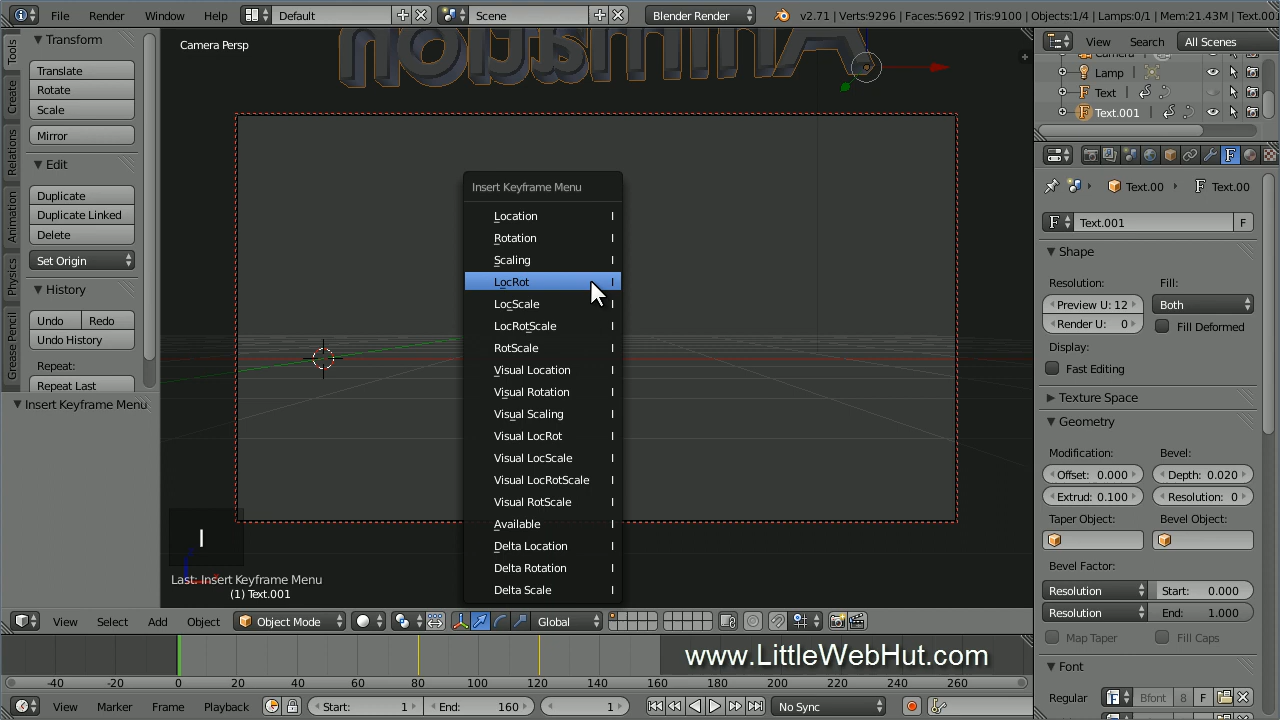 File Render Window Help Default Scene Blender Render v2.71 | Verts:9296 | Faces:5692 | Tris:9100 | Objects:1/4 | Lamps:0/1 | Mem:21.43M | Text.00
Tools
Create
Relations
Animation
Physics
Grease Pencil
Transform
Translate
Rotate
Scale
Mirror
Edit
Duplicate
Duplicate Linked
Delete
Set Origin
History
Undo Redo
Undo History
Repeat:
Repeat Last
Insert Keyframe Menu
Camera Persp
Animation
Insert Keyframe Menu
Location I
Rotation I
Scaling I
LocRot I
LocScale I
LocRotScale I
RotScale I
Visual Location I
Visual Rotation I
Visual Scaling I
Visual LocRot I
Visual LocScale I
Visual LocRotScale I
Visual RotScale I
Available I
Delta Location I
Delta Rotation I
Delta Scale I
I
Last: Insert Keyframe Menu
(1) Text.001
View Select Add Object Object Mode Global
www.LittleWebHut.com
-40 -20 0 20 40 60 80 100 120 140 160 180 200 220 240 260
View Marker Frame Playback Start: 1 End: 160 1 No Sync
View Search All Scenes
Camera
Lamp
Text
Text.001
Text.00 Text.00
F Text.001 F
Shape
Resolution: Fill:
Preview U: 12 Both
Render U: 0 Fill Deformed
Display:
Fast Editing
Texture Space
Geometry
Modification: Bevel:
Offset: 0.000 Depth: 0.020
Extrud: 0.100 Resolution: 0
Taper Object: Bevel Object:
Bevel Factor:
Resolution Start: 0.000
Resolution End: 1.000
Map Taper Fill Caps
Font
Regular Bfont 8 F